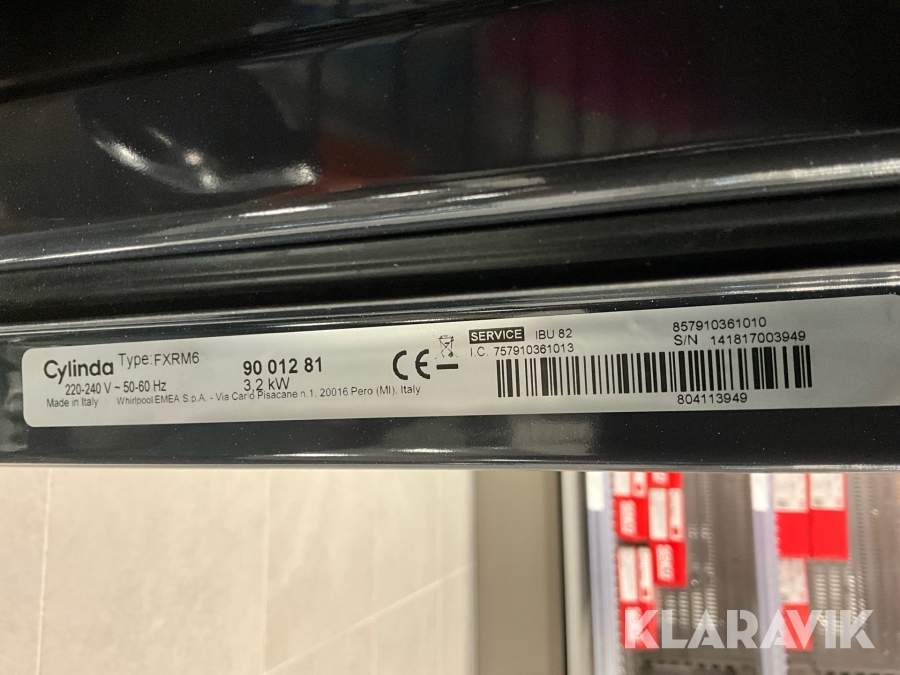 Cylinda Type:FXRM6
220-240 V ~ 50-60 Hz
Made in Italy
90 012 81
3,2 kW
Whirlpool EMEA S.p.A. - Via Carlo Pisacane n.1, 20016 Pero (MI), Italy
CE
SERVICE IBU 82
I.C. 757910361013
857910361010
S/N 141817003949
804113949
KLARAVIK